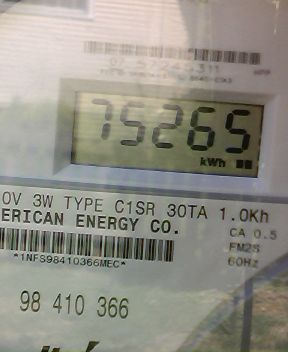 75265
kWh
0V 3W TYPE C1SR 30TA 1.0Kh
ERICAN ENERGY CO.
CA 0.5
FM2S
60Hz
*1NFS98410366MEC*
98 410 366